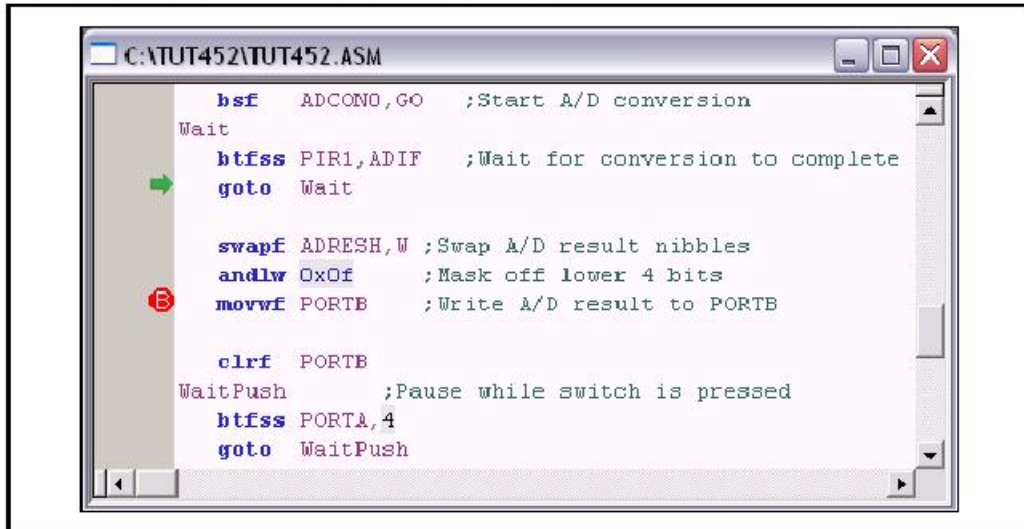 C:\TUT452\TUT452.ASM
bsf ADCON0,GO ;Start A/D conversion
Wait
btfss PIR1,ADIF ;Wait for conversion to complete
goto Wait
swapf ADRESH,W ;Swap A/D result nibbles
andlw 0x0f ;Mask off lower 4 bits
B movwf PORTB ;Write A/D result to PORTB
clrf PORTB
WaitPush ;Pause while switch is pressed
btfss PORTA,4
goto WaitPush